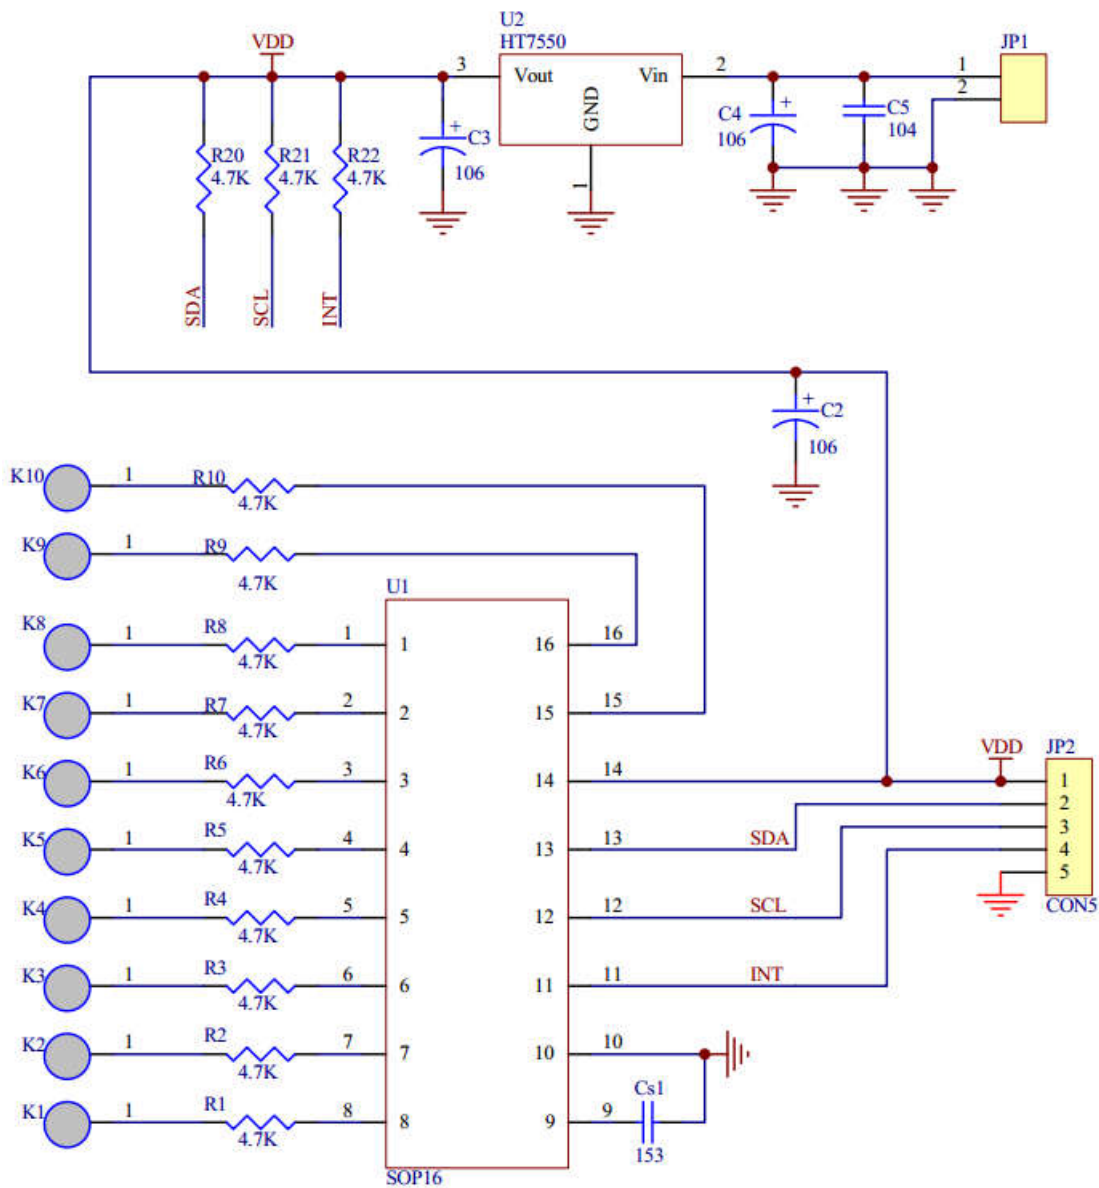 U2
HT7550
VDD
JP1
3 Vout Vin 2
GND
1
1
2
C3
106
C4
106
C5
104
R20
4.7K
R21
4.7K
R22
4.7K
SDA
SCL
INT
+
+
C2
+
106
K10 1 R10
4.7K
K9 1 R9
4.7K
U1
K8 1 R8 1 1 16 16
4.7K
K7 1 R7 2 2 15 15
4.7K
K6 1 R6 3 3 14 14
4.7K
VDD
JP2
1
2
3
4
5
CON5
K5 1 R5 4 4 13 13 SDA
4.7K
K4 1 R4 5 5 12 12 SCL
4.7K
K3 1 R3 6 6 11 11 INT
4.7K
K2 1 R2 7 7 10 10
4.7K
K1 1 R1 8 8 9 9 Cs1
4.7K
153
SOP16